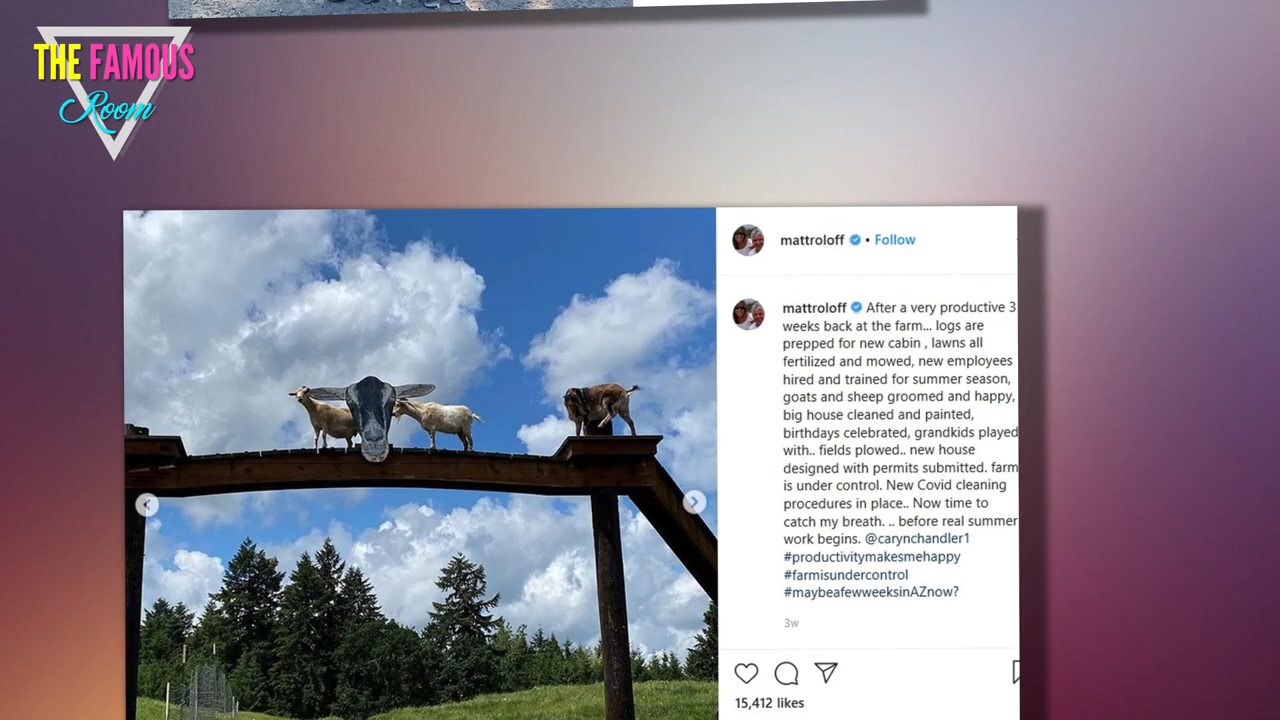 THE FAMOUS
Room
mattroloff • Follow
mattroloff After a very productive 3
weeks back at the farm... logs are
prepped for new cabin , lawns all
fertilized and mowed, new employees
hired and trained for summer season,
goats and sheep groomed and happy,
big house cleaned and painted,
birthdays celebrated, grandkids played
with.. fields plowed.. new house
designed with permits submitted. farm
is under control. New Covid cleaning
procedures in place.. Now time to
catch my breath. .. before real summer
work begins. @carynchandler1
#productivitymakesmehappy
#farmisundercontrol
#maybeafewweeksinAZnow?
3w
15,412 likes